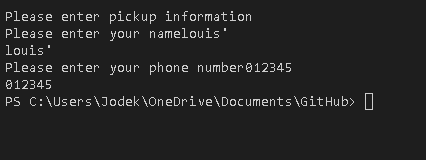 Please enter pickup information
Please enter your namelouis'
louis'
Please enter your phone number012345
012345
PS C:\Users\Jodek\OneDrive\Documents\GitHub>